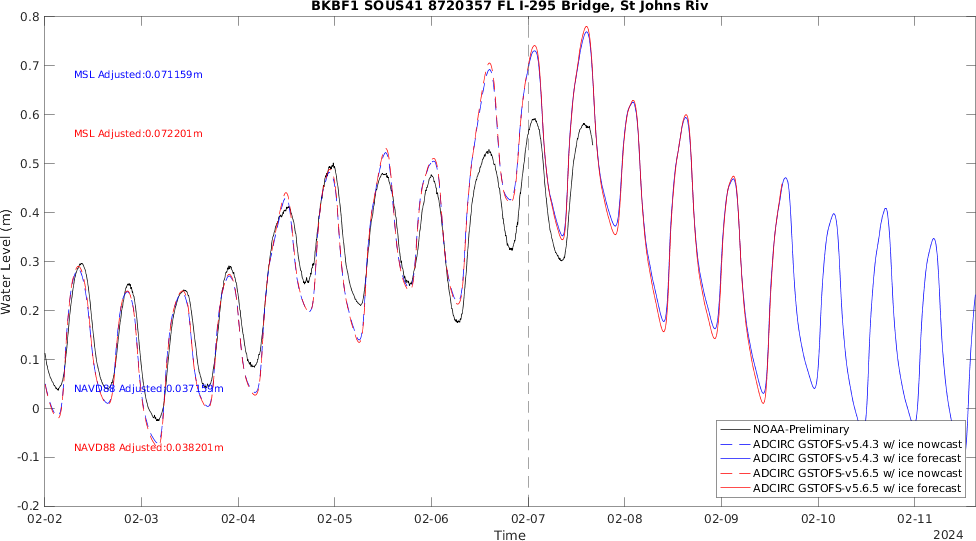 BKBF1 SOUS41 8720357 FL I-295 Bridge, St Johns Riv
0.8
0.7
0.6
0.5
0.4
0.3
0.2
0.1
0
-0.1
-0.2
Water Level (m)
MSL Adjusted:0.071159m
MSL Adjusted:0.072201m
NAVD88 Adjusted:0.037159m
NAVD88 Adjusted:0.038201m
NOAA-Preliminary
ADCIRC GSTOFS-v5.4.3 w/ ice nowcast
ADCIRC GSTOFS-v5.4.3 w/ ice forecast
ADCIRC GSTOFS-v5.6.5 w/ ice nowcast
ADCIRC GSTOFS-v5.6.5 w/ ice forecast
02-02 02-03 02-04 02-05 02-06 02-07 02-08 02-09 02-10 02-11
Time
2024